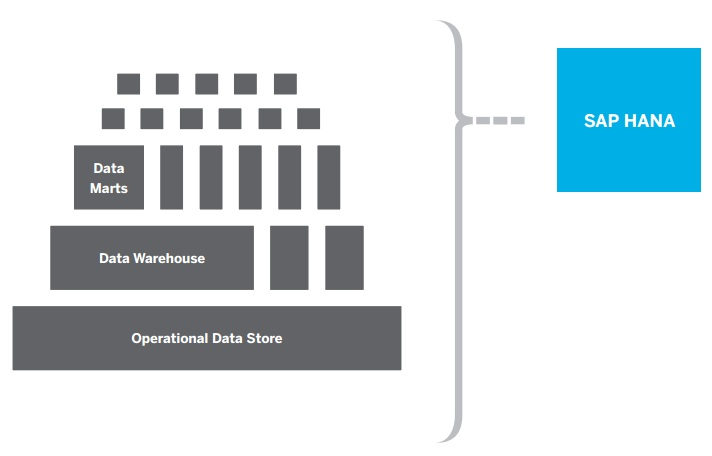 Data
Marts
Data Warehouse
Operational Data Store
SAP HANA